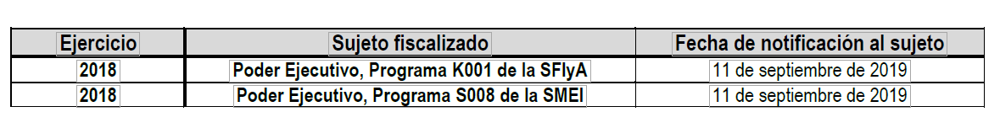 Ejercicio Sujeto fiscalizado Fecha de notificación al sujeto
2018 Poder Ejecutivo, Programa K001 de la SFIyA 11 de septiembre de 2019
2018 Poder Ejecutivo, Programa S008 de la SMEI 11 de septiembre de 2019